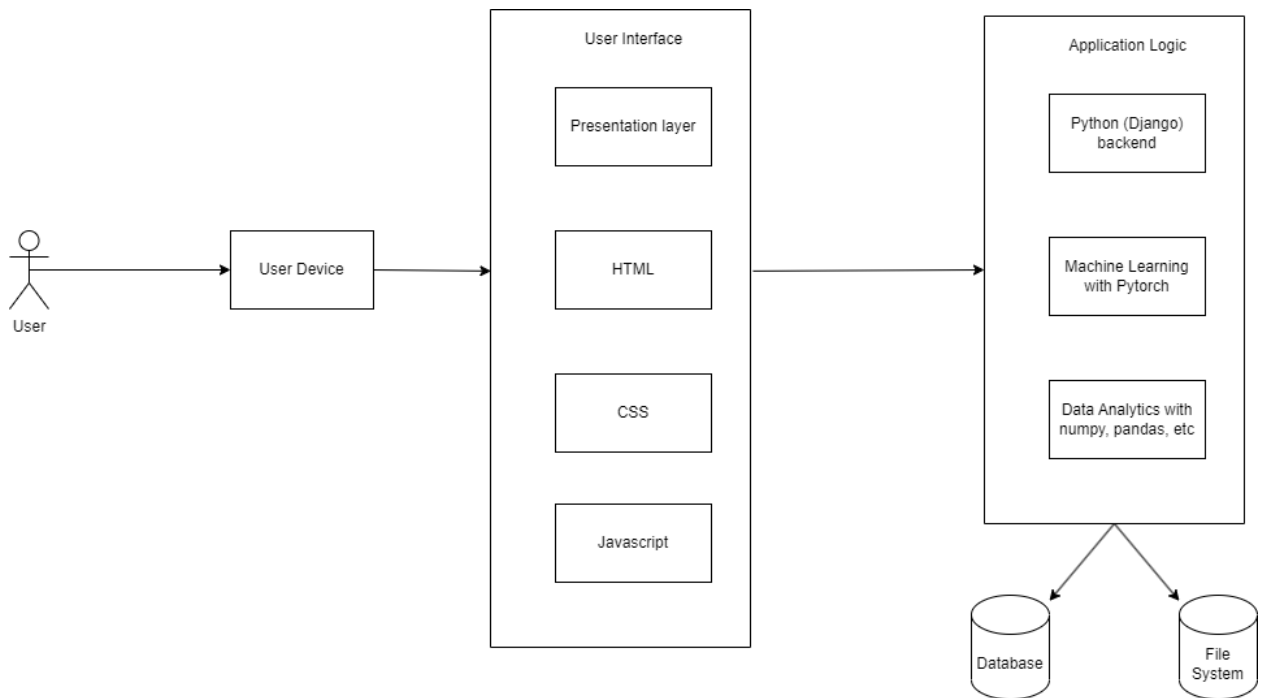 User
User Device
User Interface
Presentation layer
HTML
CSS
Javascript
Application Logic
Python (Django)
backend
Machine Learning
with Pytorch
Data Analytics with
numpy, pandas, etc
Database
File
System